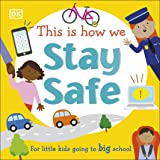 DK
This is how we
Stay
Safe
For little kids going to big school